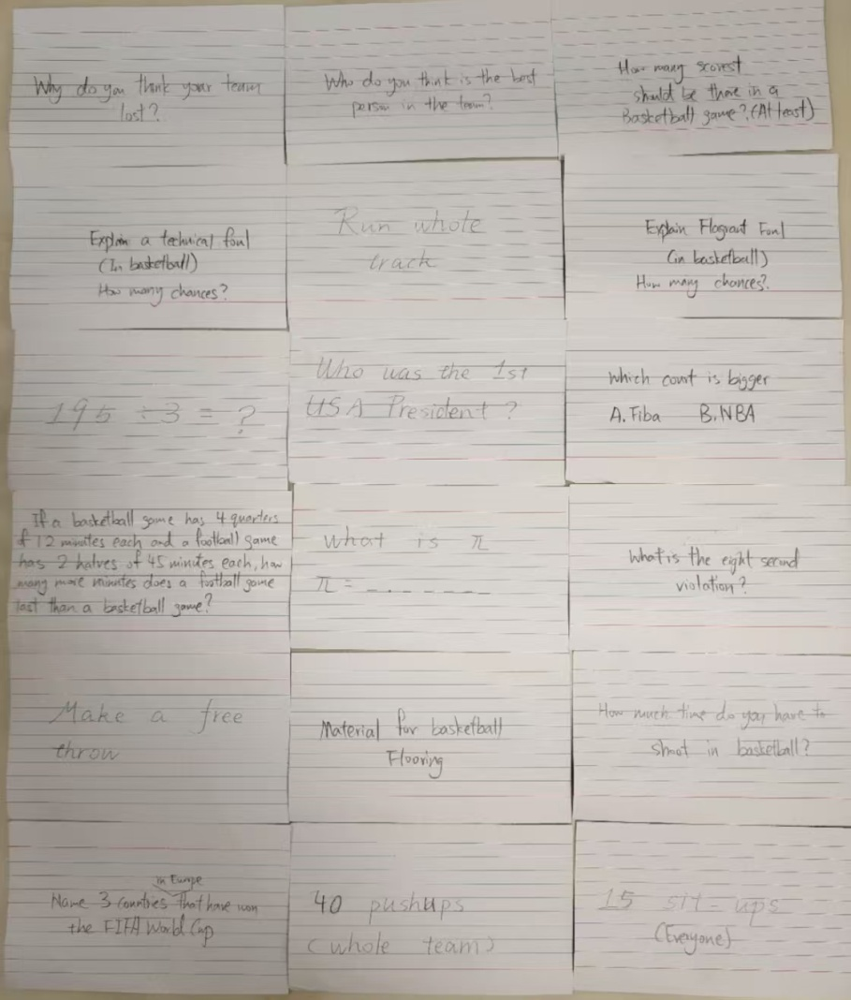 Why do you think your team
lost?
Who do you think is the best
person in the team?
How many scorest
should be there in a
Basketball game? (At least)
Explain a technical foul
(In basketball)
How many chances?
Run whole
track
Explain Flagrant Foul
(in basketball)
How many chances?
195 ÷ 3 = ?
Who was the 1st
USA President?
Which court is bigger
A. Fiba B. NBA
If a basketball game has 4 quarters
of 12 minutes each and a football game
has 2 halves of 45 minutes each, how
many more minutes does a football game
last than a basketball game?
What is π
π = _ _ _ _ _ _ _
What is the eight second
violation?
Make a free
throw
Material for basketball
Flooring
How much time do you have to
shoot in basketball?
in Europe
Name 3 countries that have won
the FIFA World Cup
40 pushups
(whole team)
15 sit-ups
(Everyone)